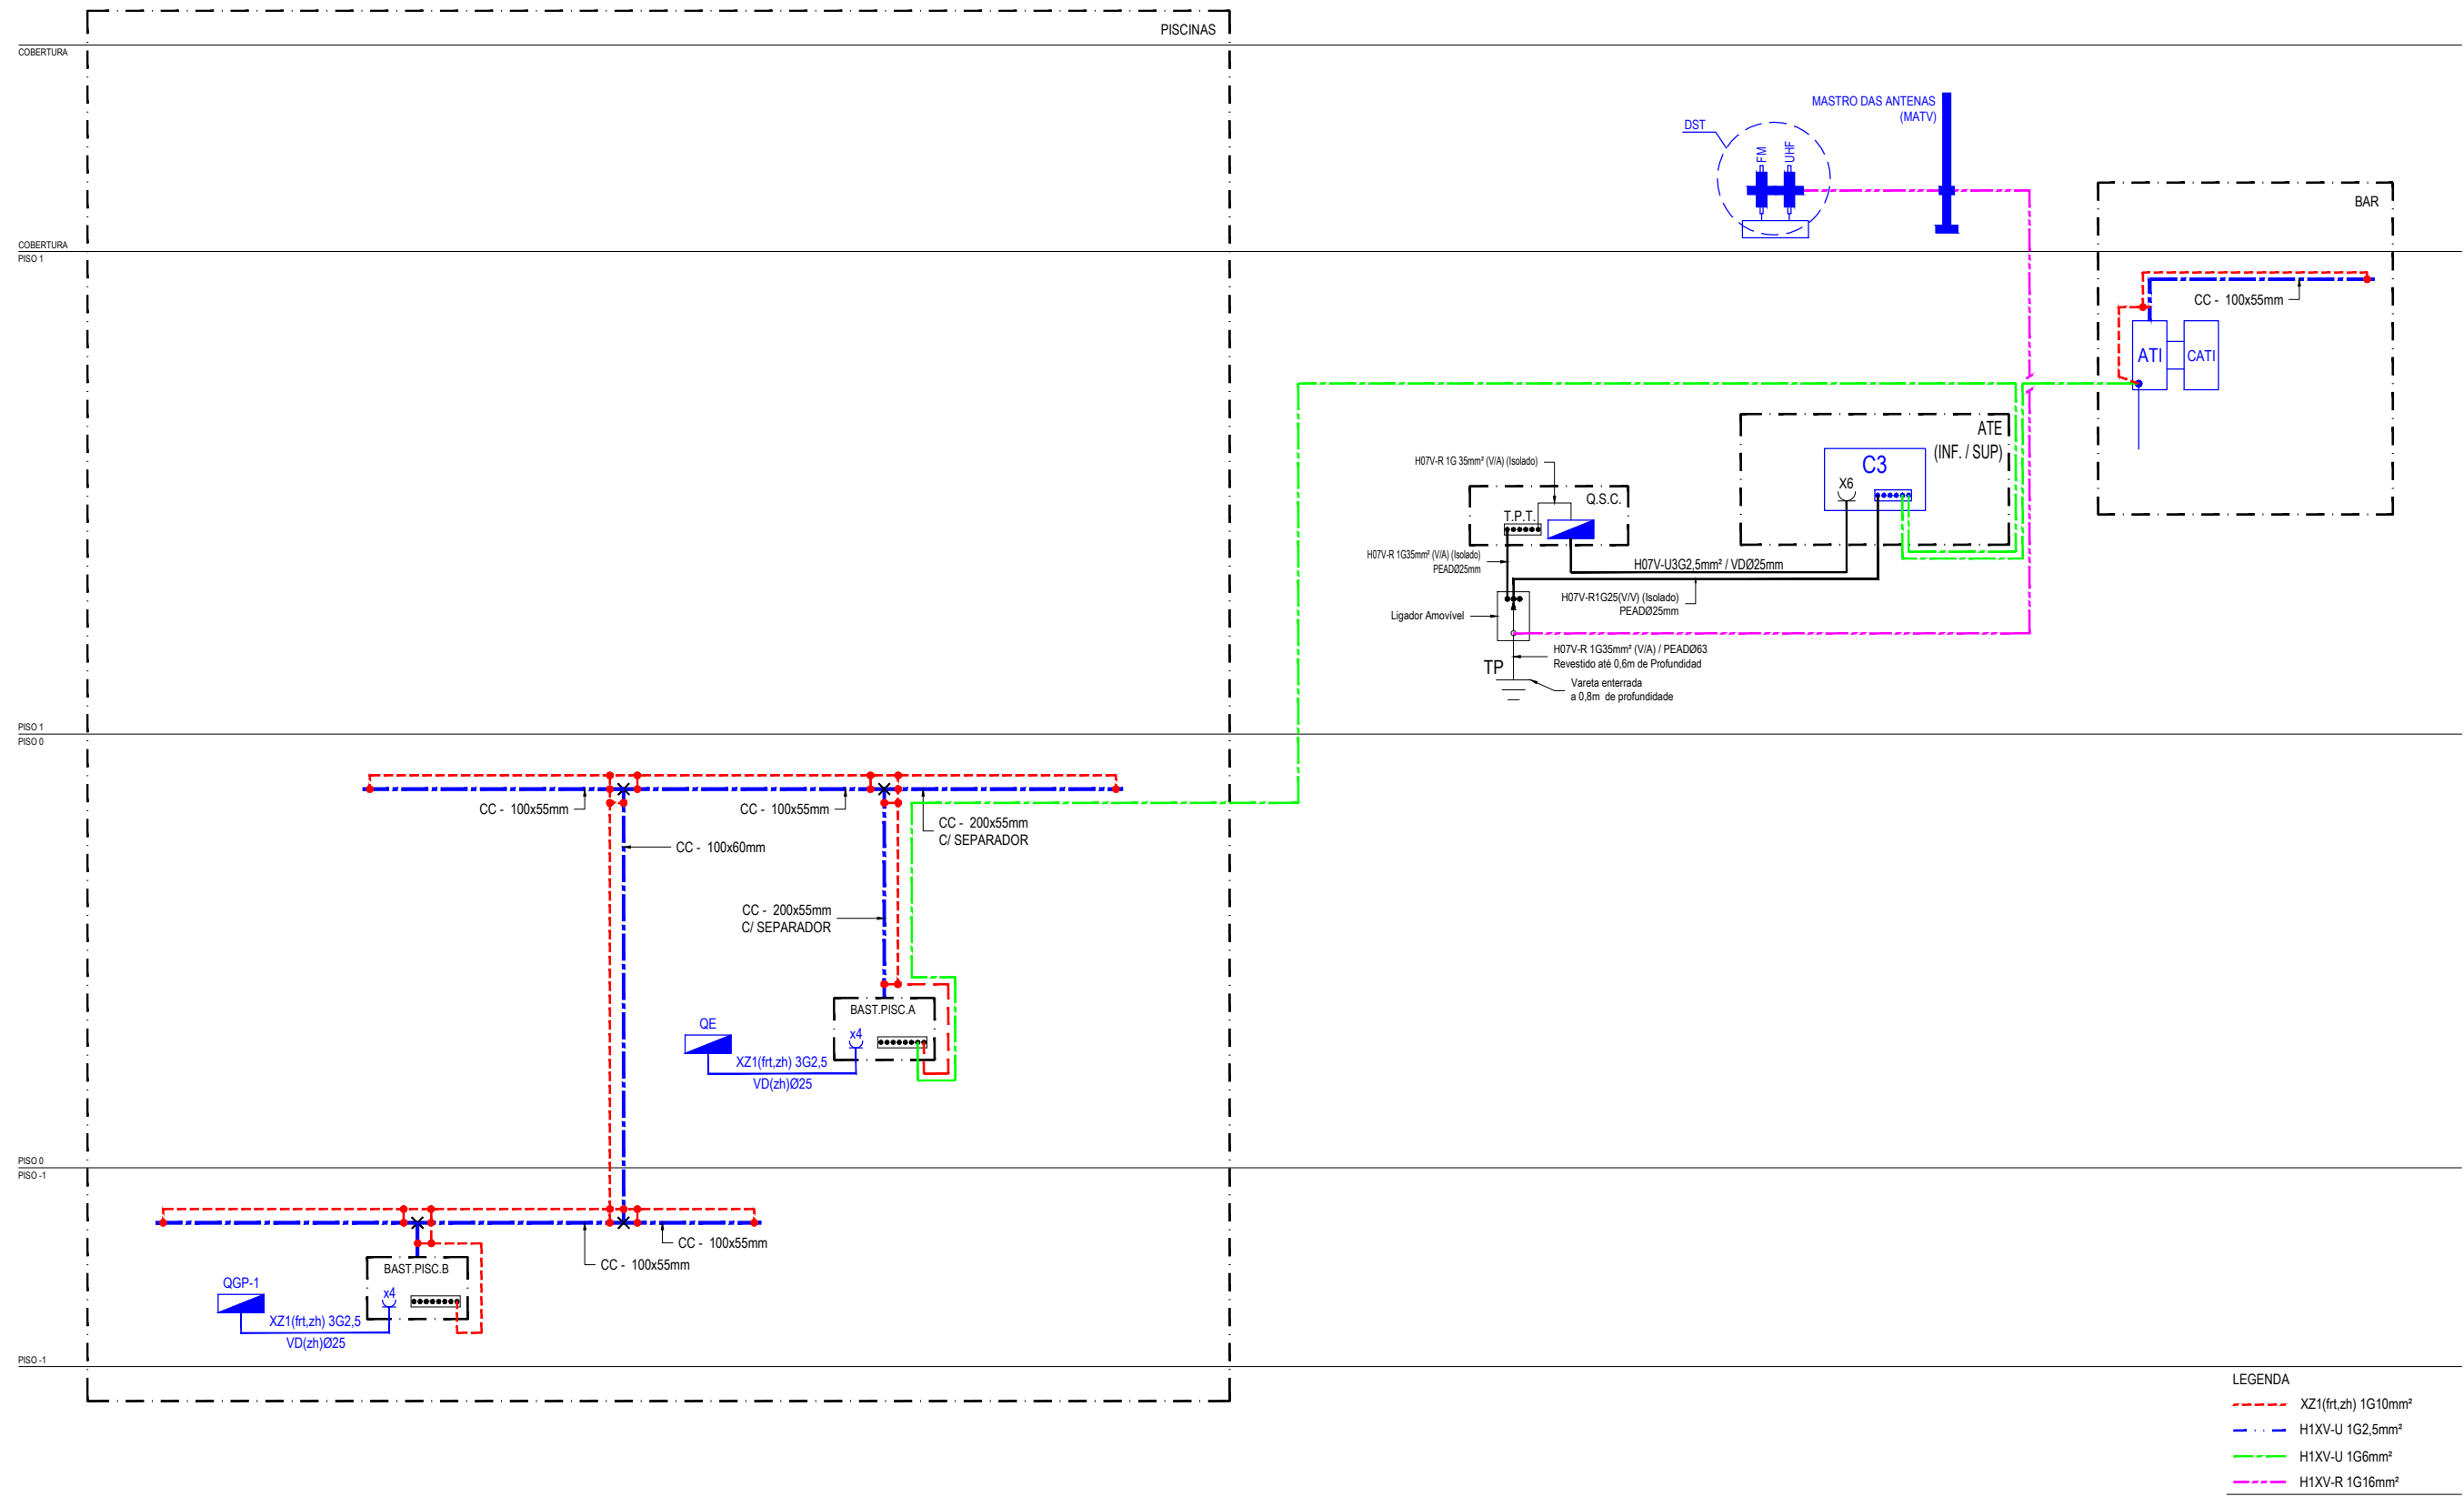 PISCINAS
COBERTURA
MASTRO DAS ANTENAS
(MATV)
DST
FM
UHF
BAR
COBERTURA
PISO 1
CC - 100x55mm
ATI
CATI
ATE
(INF. / SUP)
C3
X6
H07V-R 1G 35mm² (V/A) (Isolado)
Q.S.C.
T.P.T.
H07V-R 1G35mm² (V/A) (Isolado)
PEADØ25mm
H07V-U3G2,5mm² / VDØ25mm
H07V-R1G25(V/V) (Isolado)
PEADØ25mm
Ligador Amovível
H07V-R 1G35mm² (V/A) / PEADØ63
Revestido até 0,6m de Profundidad
TP
Vareta enterrada
a 0,8m de profundidade
PISO 1
PISO 0
CC - 100x55mm
CC - 100x55mm
CC - 200x55mm
C/ SEPARADOR
CC - 100x60mm
CC - 200x55mm
C/ SEPARADOR
BAST.PISC.A
QE
x4
XZ1(frt,zh) 3G2,5
VD(zh)Ø25
PISO 0
PISO -1
CC - 100x55mm
CC - 100x55mm
BAST.PISC.B
QGP-1
x4
XZ1(frt,zh) 3G2,5
VD(zh)Ø25
PISO -1
LEGENDA
XZ1(frt,zh) 1G10mm²
H1XV-U 1G2,5mm²
H1XV-U 1G6mm²
H1XV-R 1G16mm²